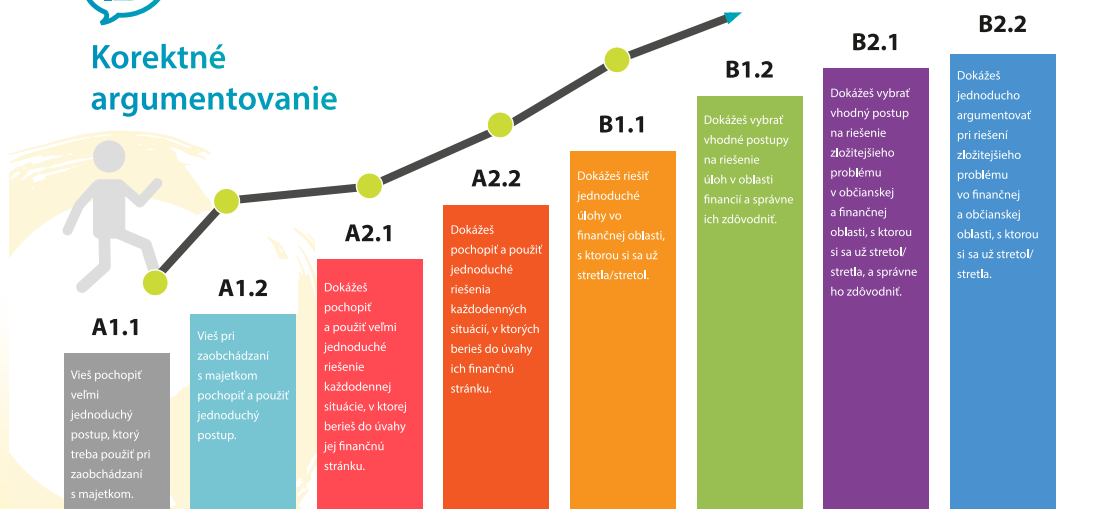 Korektné
argumentovanie
A1.1
Vieš pochopiť
veľmi
jednoduchý
postup, ktorý
treba použiť pri
zaobchádzaní
s majetkom.
A1.2
Vieš pri
zaobchádzaní
s majetkom
pochopiť a použiť
jednoduchý
postup.
A2.1
Dokážeš
pochopiť
a použiť veľmi
jednoduché
riešenie
každodennej
situácie, v ktorej
berieš do úvahy
jej finančnú
stránku.
A2.2
Dokážeš
pochopiť a použiť
jednoduché
riešenia
každodenných
situácií, v ktorých
berieš do úvahy
ich finančnú
stránku.
B1.1
Dokážeš riešiť
jednoduché
úlohy vo
finančnej oblasti,
s ktorou si sa už
stretla/stretol.
B1.2
Dokážeš vybrať
vhodné postupy
na riešenie
úloh v oblasti
financií a správne
ich zdôvodniť.
B2.1
Dokážeš vybrať
vhodný postup
na riešenie
zložitejšieho
problému
v občianskej
a finančnej
oblasti, s ktorou
si sa už stretol/
stretla, a správne
ho zdôvodniť.
B2.2
Dokážeš
jednoducho
argumentovať
pri riešení
zložitejšieho
problému
vo finančnej
a občianskej
oblasti, s ktorou
si sa už stretol/
stretla.